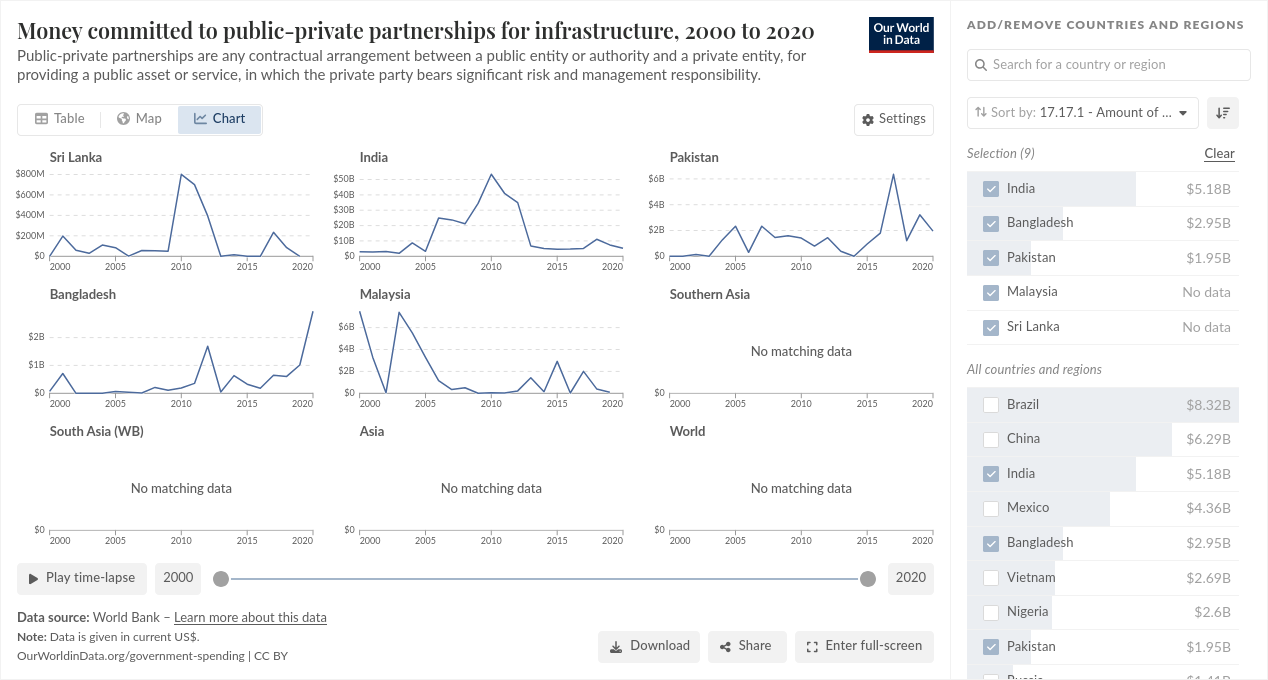 Money committed to public-private partnerships for infrastructure, 2000 to 2020
Public-private partnerships are any contractual arrangement between a public entity or authority and a private entity, for
providing a public asset or service, in which the private party bears significant risk and management responsibility.
Our World
in Data
Table
Map
Chart
Settings
Sri Lanka
$800M
$600M
$400M
$200M
$0
2000 2005 2010 2015 2020
India
$50B
$40B
$30B
$20B
$10B
$0
2000 2005 2010 2015 2020
Pakistan
$6B
$4B
$2B
$0
2000 2005 2010 2015 2020
Bangladesh
$2B
$1B
$0
2000 2005 2010 2015 2020
Malaysia
$6B
$4B
$2B
$0
2000 2005 2010 2015 2020
Southern Asia
No matching data
$0
2000 2005 2010 2015 2020
South Asia (WB)
No matching data
$0
2000 2005 2010 2015 2020
Asia
No matching data
$0
2000 2005 2010 2015 2020
World
No matching data
$0
2000 2005 2010 2015 2020
Play time-lapse
2000
2020
Data source: World Bank – Learn more about this data
Note: Data is given in current US$.
OurWorldinData.org/government-spending | CC BY
Download
Share
Enter full-screen
ADD/REMOVE COUNTRIES AND REGIONS
Search for a country or region
Sort by: 17.17.1 - Amount of ...
Selection (9)
Clear
India $5.18B
Bangladesh $2.95B
Pakistan $1.95B
Malaysia No data
Sri Lanka No data
All countries and regions
Brazil $8.32B
China $6.29B
India $5.18B
Mexico $4.36B
Bangladesh $2.95B
Vietnam $2.69B
Nigeria $2.6B
Pakistan $1.95B